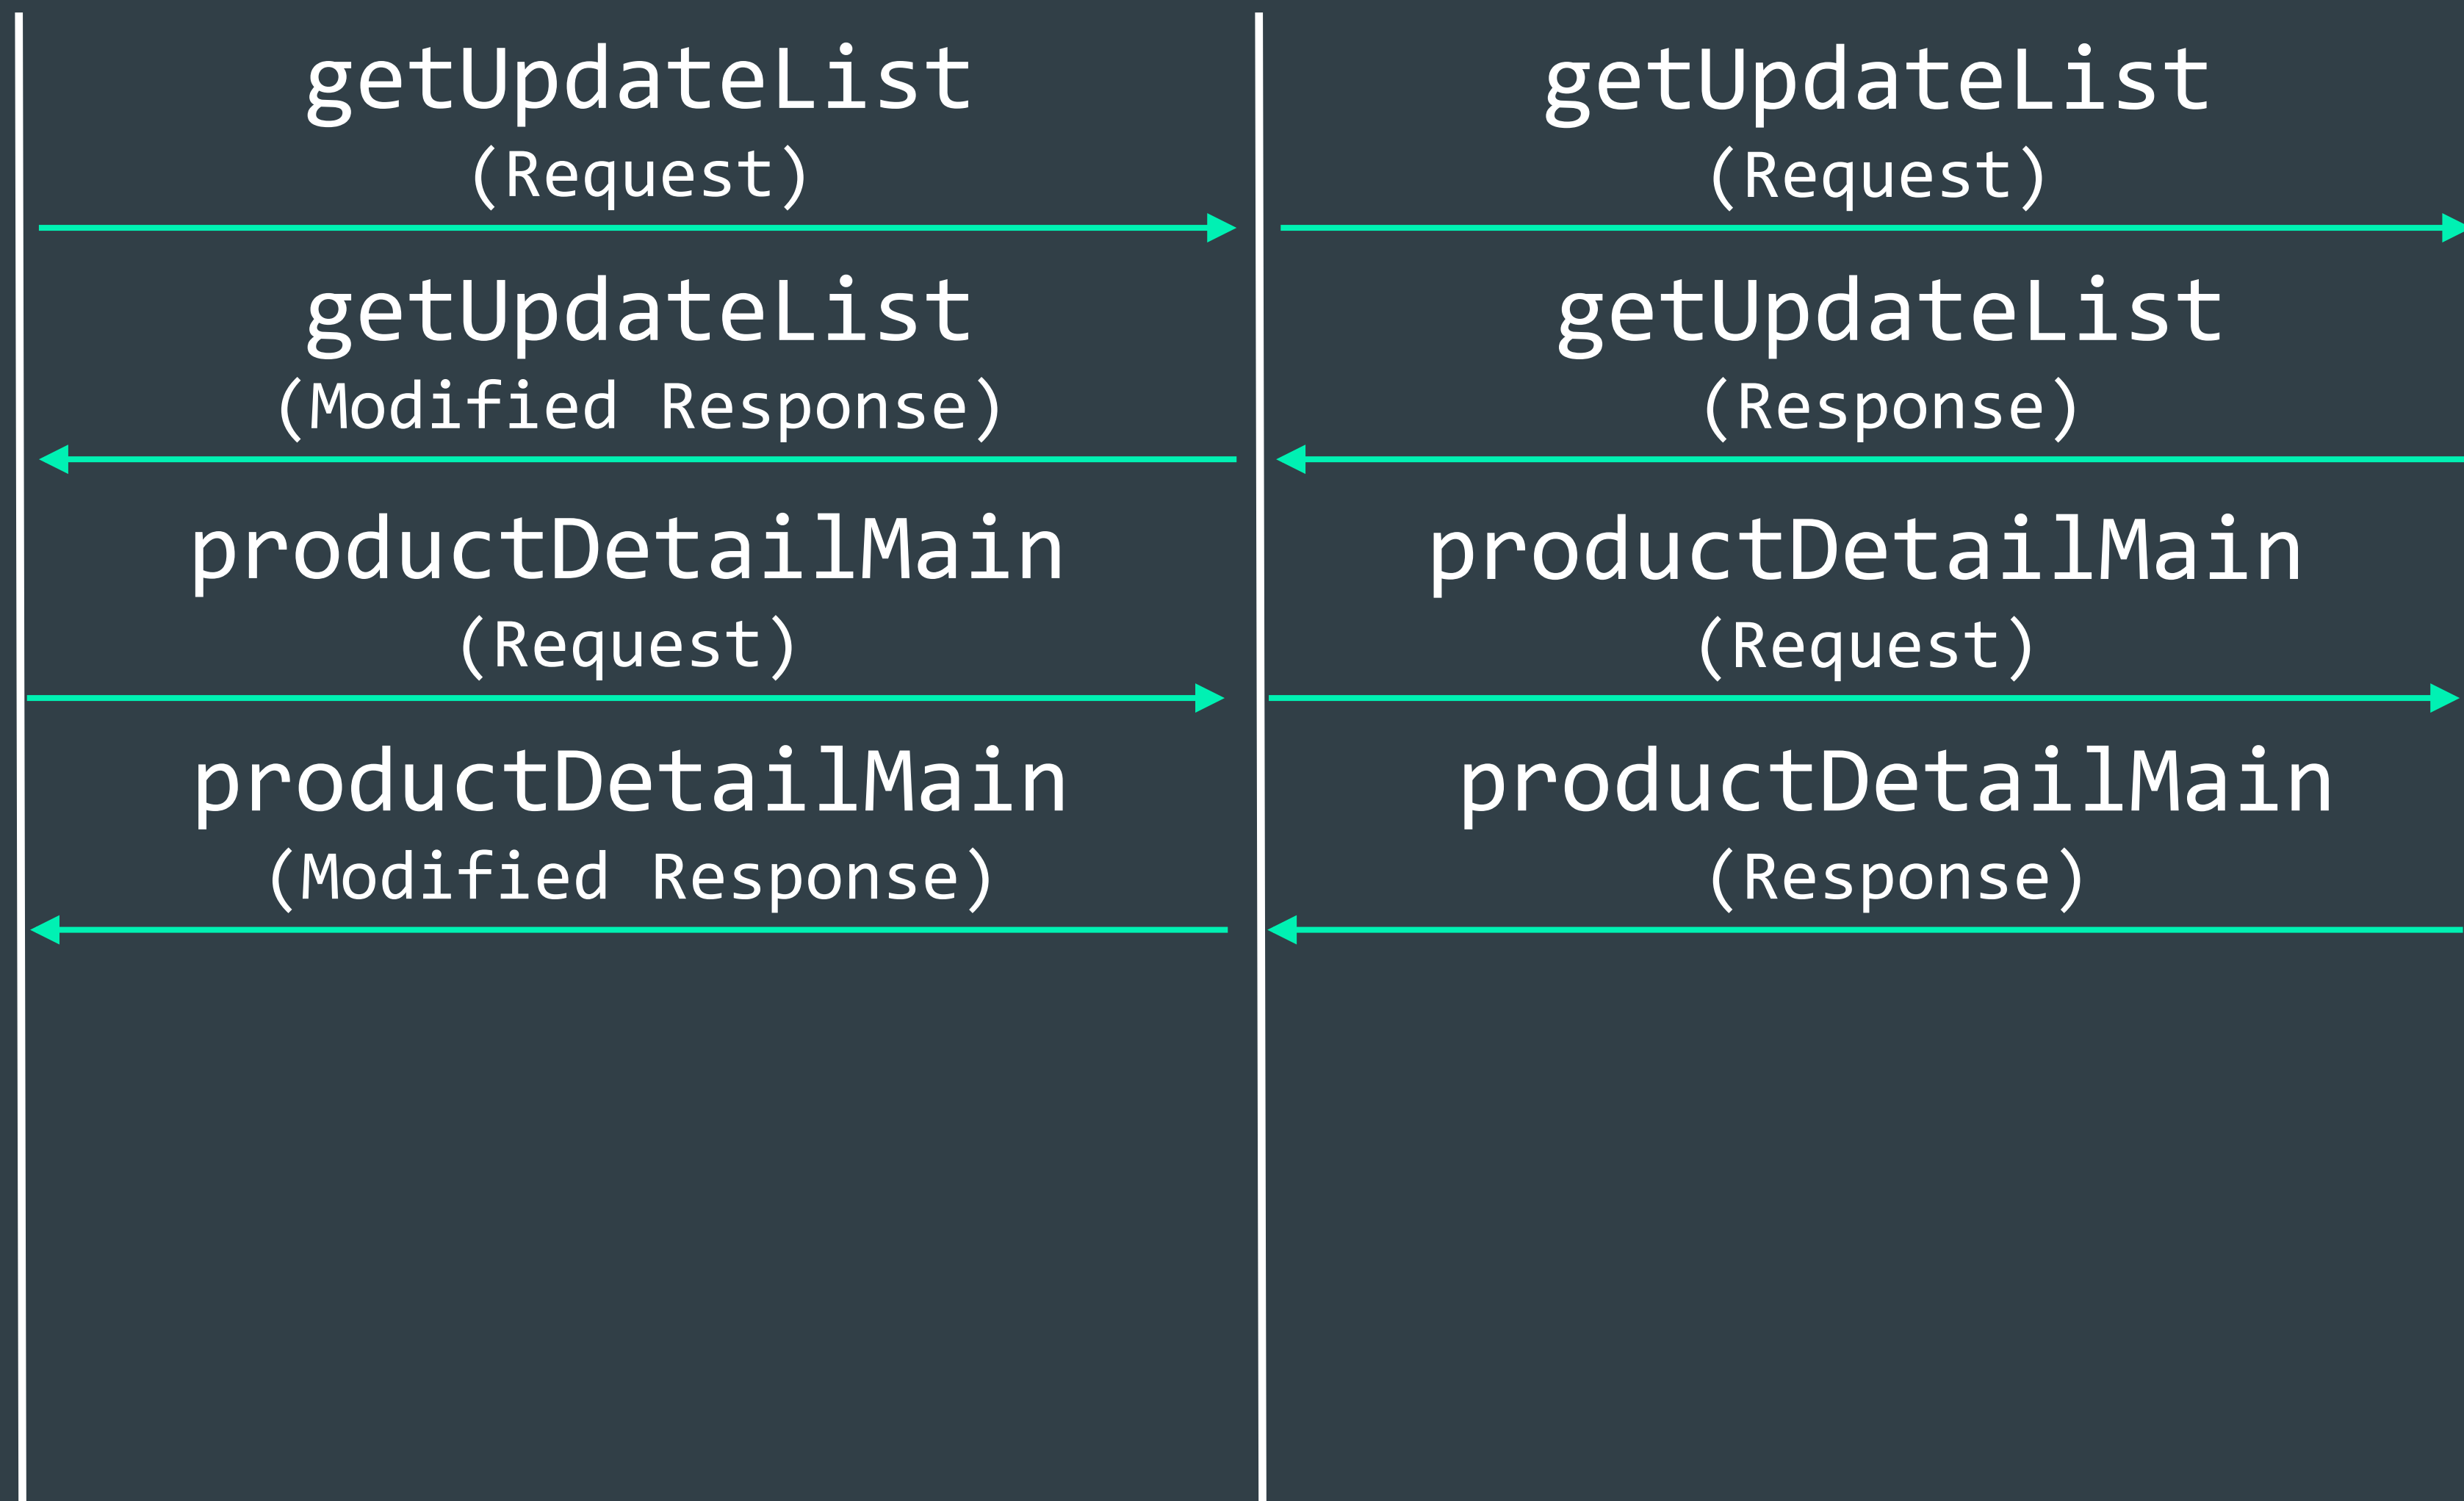 getUpdateList
(Request)
getUpdateList
(Request)
getUpdateList
(Modified Response)
getUpdateList
(Response)
productDetailMain
(Request)
productDetailMain
(Request)
productDetailMain
(Modified Response)
productDetailMain
(Response)